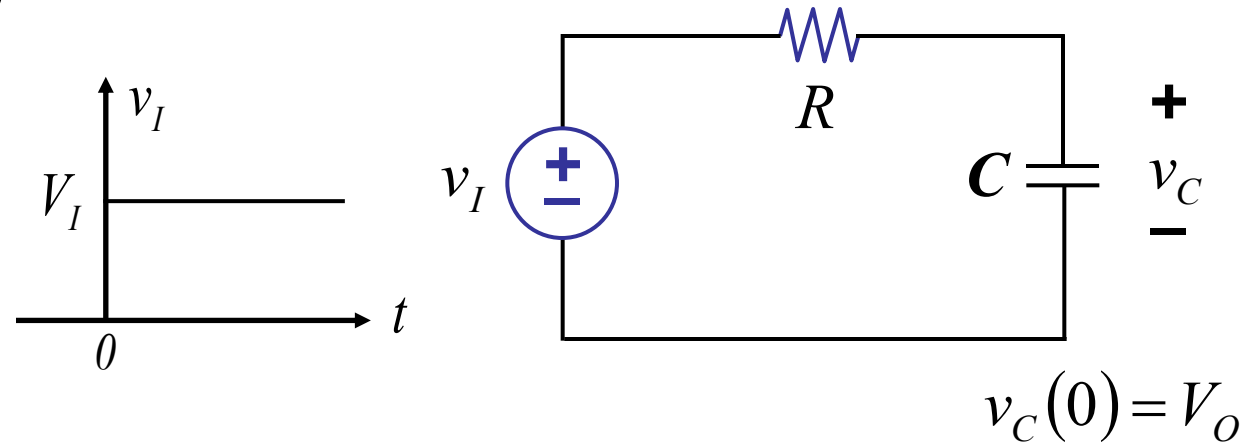 v_I
V_I
t
0
v_I
+
−
R
C
+
v_C
−
v_C(0) = V_O